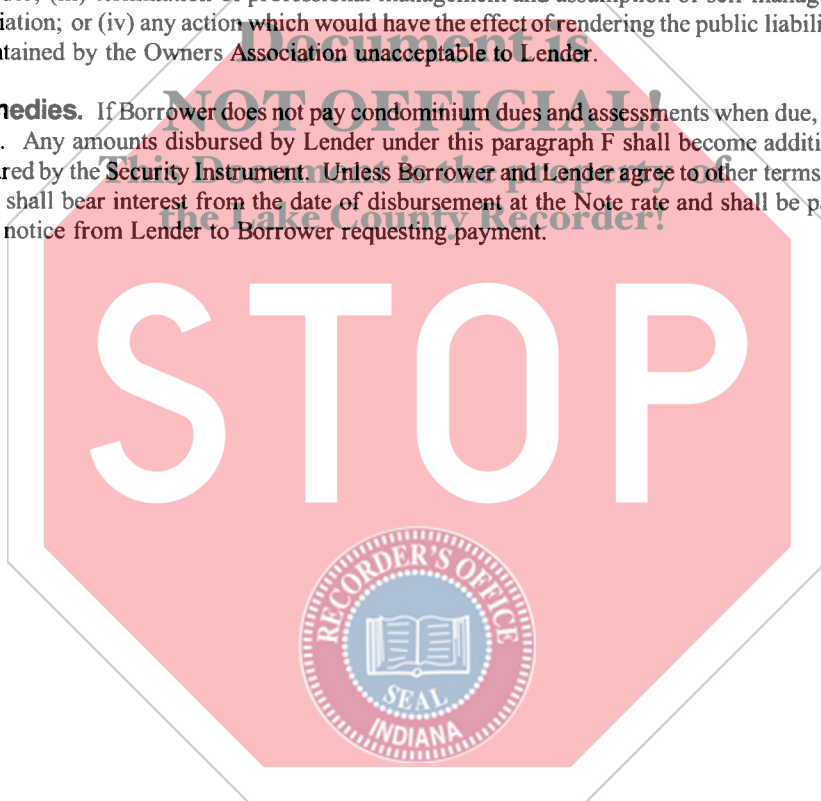 iation; or (iv) any action which would have the effect of rendering the public liabili
Document is
ntained by the Owners Association unacceptable to Lender.
nedies. If Borrower does not pay condominium dues and assessments when due,
NOT OFFICIAL!
. Any amounts disbursed by Lender under this paragraph F shall become additi
This Document is the property of
red by the Security Instrument. Unless Borrower and Lender agree to other terms
shall bear interest from the date of disbursement at the Note rate and shall be p
the Lake County Recorder!
notice from Lender to Borrower requesting payment.
STOP
RECORDER'S OFFICE
SEAL
INDIANA